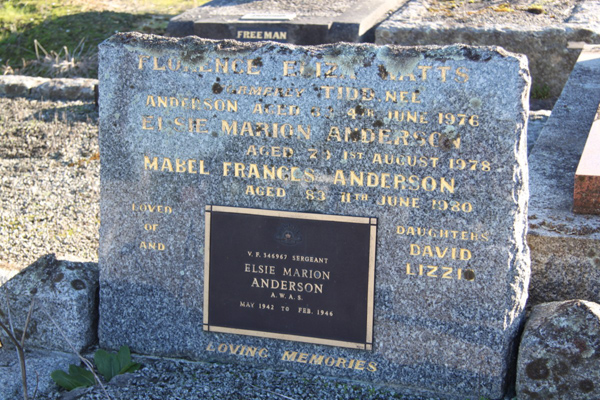 FREEMAN
FLORENCE ELIZA WATTS
FORMERLY TIDD NEE
ANDERSON AGED 4TH JUNE 1976
ELSIE MARION ANDERSON
AGED 79 1ST AUGUST 1978
MABEL FRANCES ANDERSON
AGED 83 11TH JUNE 1980
LOVED DAUGHTERS
OF DAVID
AND LIZZIE
V.F. 546967 SERGEANT
ELSIE MARION
ANDERSON
A.W.A.S.
MAY 1942 TO FEB. 1946
LOVING MEMORIES